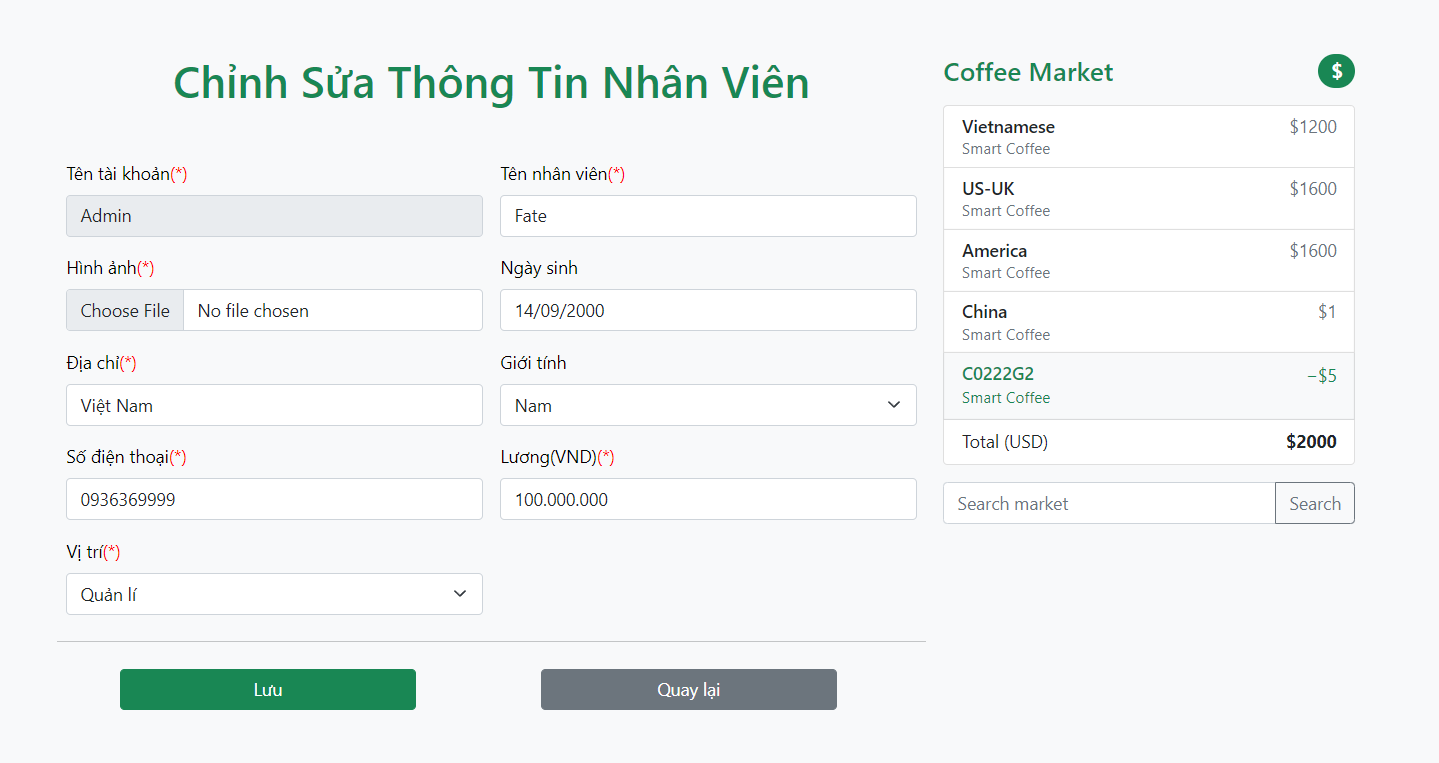 Chỉnh Sửa Thông Tin Nhân Viên
Tên tài khoản(*)
Tên nhân viên(*)
Admin
Fate
Hình ảnh(*)
Ngày sinh
Choose File No file chosen
14/09/2000
Địa chỉ(*)
Giới tính
Việt Nam
Nam
Số điện thoại(*)
Lương(VND)(*)
0936369999
100.000.000
Vị trí(*)
Quản lí
Lưu
Quay lại
Coffee Market
$
Vietnamese $1200
Smart Coffee
US-UK $1600
Smart Coffee
America $1600
Smart Coffee
China $1
Smart Coffee
C0222G2 −$5
Smart Coffee
Total (USD) $2000
Search market Search